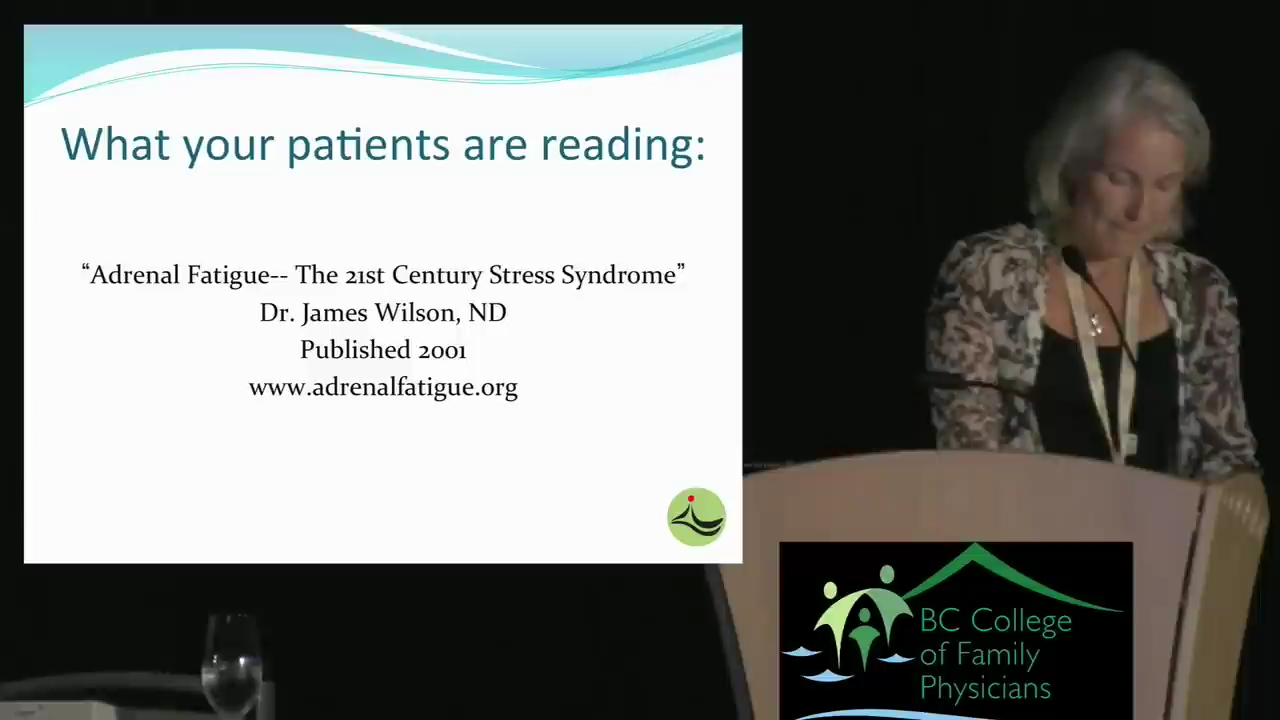 What your patients are reading:
“Adrenal Fatigue-- The 21st Century Stress Syndrome”
Dr. James Wilson, ND
Published 2001
www.adrenalfatigue.org
BC College
of Family
Physicians